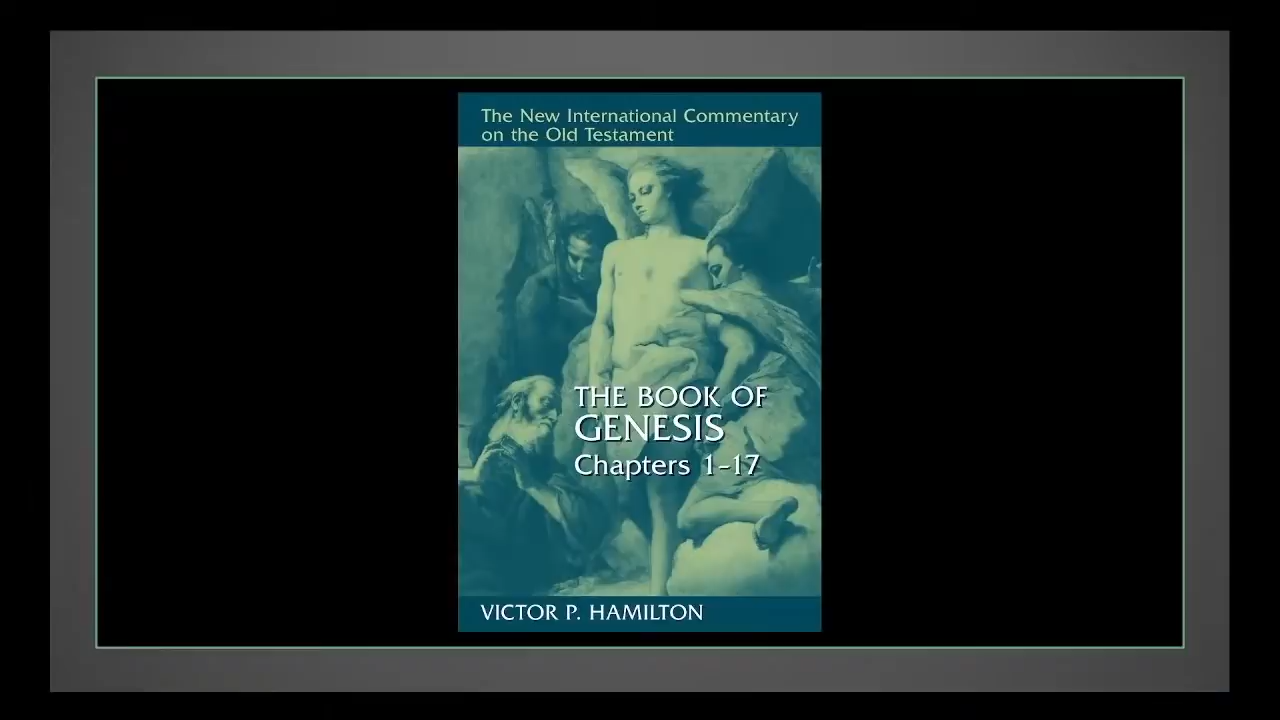 The New International Commentary
on the Old Testament
THE BOOK OF
GENESIS
Chapters 1-17
VICTOR P. HAMILTON